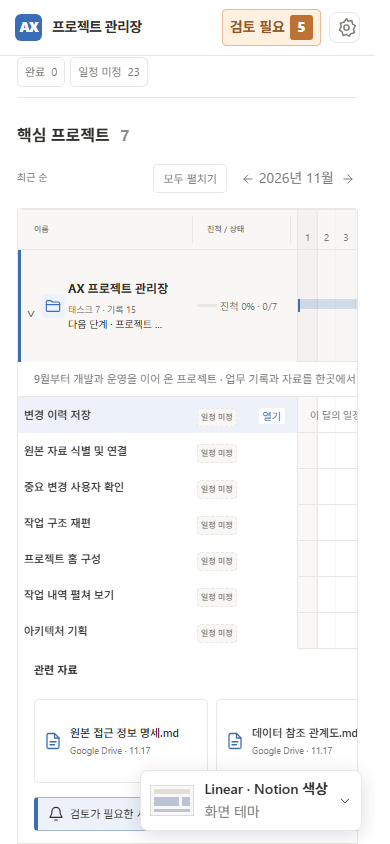 AX 프로젝트 관리장
검토 필요 5
완료 0
일정 미정 23
핵심 프로젝트 7
최근 순
모두 펼치기
← 2026년 11월 →
이름
진척 / 상태
1 2 3
AX 프로젝트 관리장
태스크 7 · 기록 15
다음 단계 · 프로젝트 ...
진척 0% · 0/7
9월부터 개발과 운영을 이어 온 프로젝트 · 업무 기록과 자료를 한곳에서
변경 이력 저장
일정 미정
열기
이 달의 일정
원본 자료 식별 및 연결
일정 미정
중요 변경 사용자 확인
일정 미정
작업 구조 재편
일정 미정
프로젝트 홈 구성
일정 미정
작업 내역 펼쳐 보기
일정 미정
아키텍처 기획
일정 미정
관련 자료
원본 접근 정보 명세.md
Google Drive · 11.17
데이터 참조 관계도.md
Google Drive · 11.17
검토가 필요한
Linear · Notion 색상
화면 테마